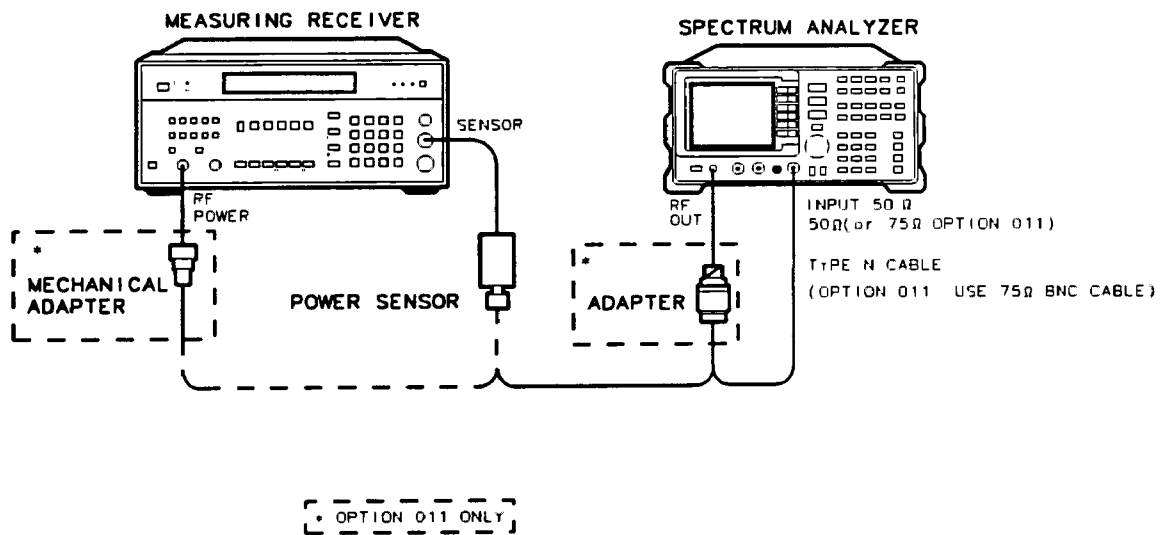 MEASURING RECEIVER
SPECTRUM ANALYZER
SENSOR
RF
POWER
RF
OUT
INPUT 50 Ω
50Ω(or 75Ω OPTION 011)
*
MECHANICAL
ADAPTER
POWER SENSOR
*
ADAPTER
TYPE N CABLE
(OPTION 011 USE 75Ω BNC CABLE)
* OPTION 011 ONLY